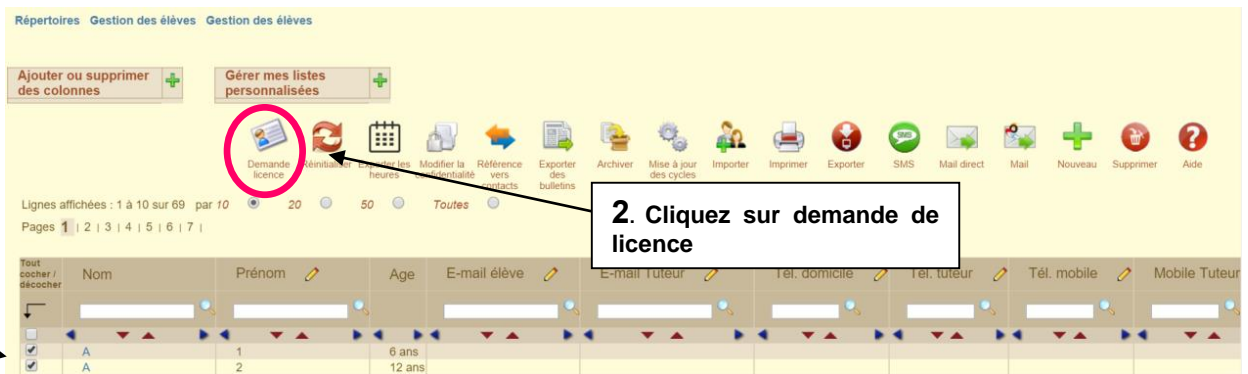 Répertoires Gestion des élèves Gestion des élèves
Ajouter ou supprimer
des colonnes
Gérer mes listes
personnalisées
Demande
licence
Réinitialiser
Exporter les
heures
Modifier la
confidentialité
Référence
vers
contacts
Exporter
des
bulletins
Archiver
Mise à jour
des cycles
Importer
Imprimer
Exporter
SMS
SMS
Mail direct
Mail
Nouveau
Supprimer
Aide
Lignes affichées : 1 à 10 sur 69 par 10 20 50 Toutes
Pages 1 | 2 | 3 | 4 | 5 | 6 | 7 |
2. Cliquez sur demande de
licence
Tout
cocher /
décocher
Nom Prénom Age E-mail élève E-mail Tuteur Tél. domicile Tél. tuteur Tél. mobile Mobile Tuteur
A 1 6 ans
A 2 12 ans